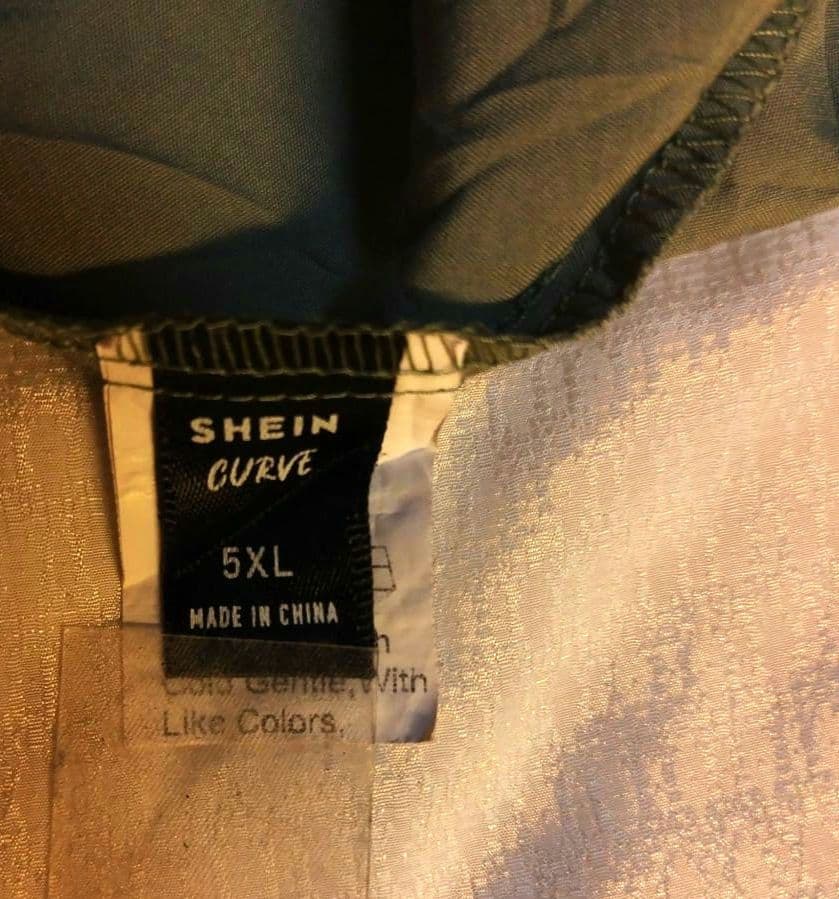 SHEIN
CURVE
5XL
MADE IN CHINA
Cold Gentle, With
Like Colors,